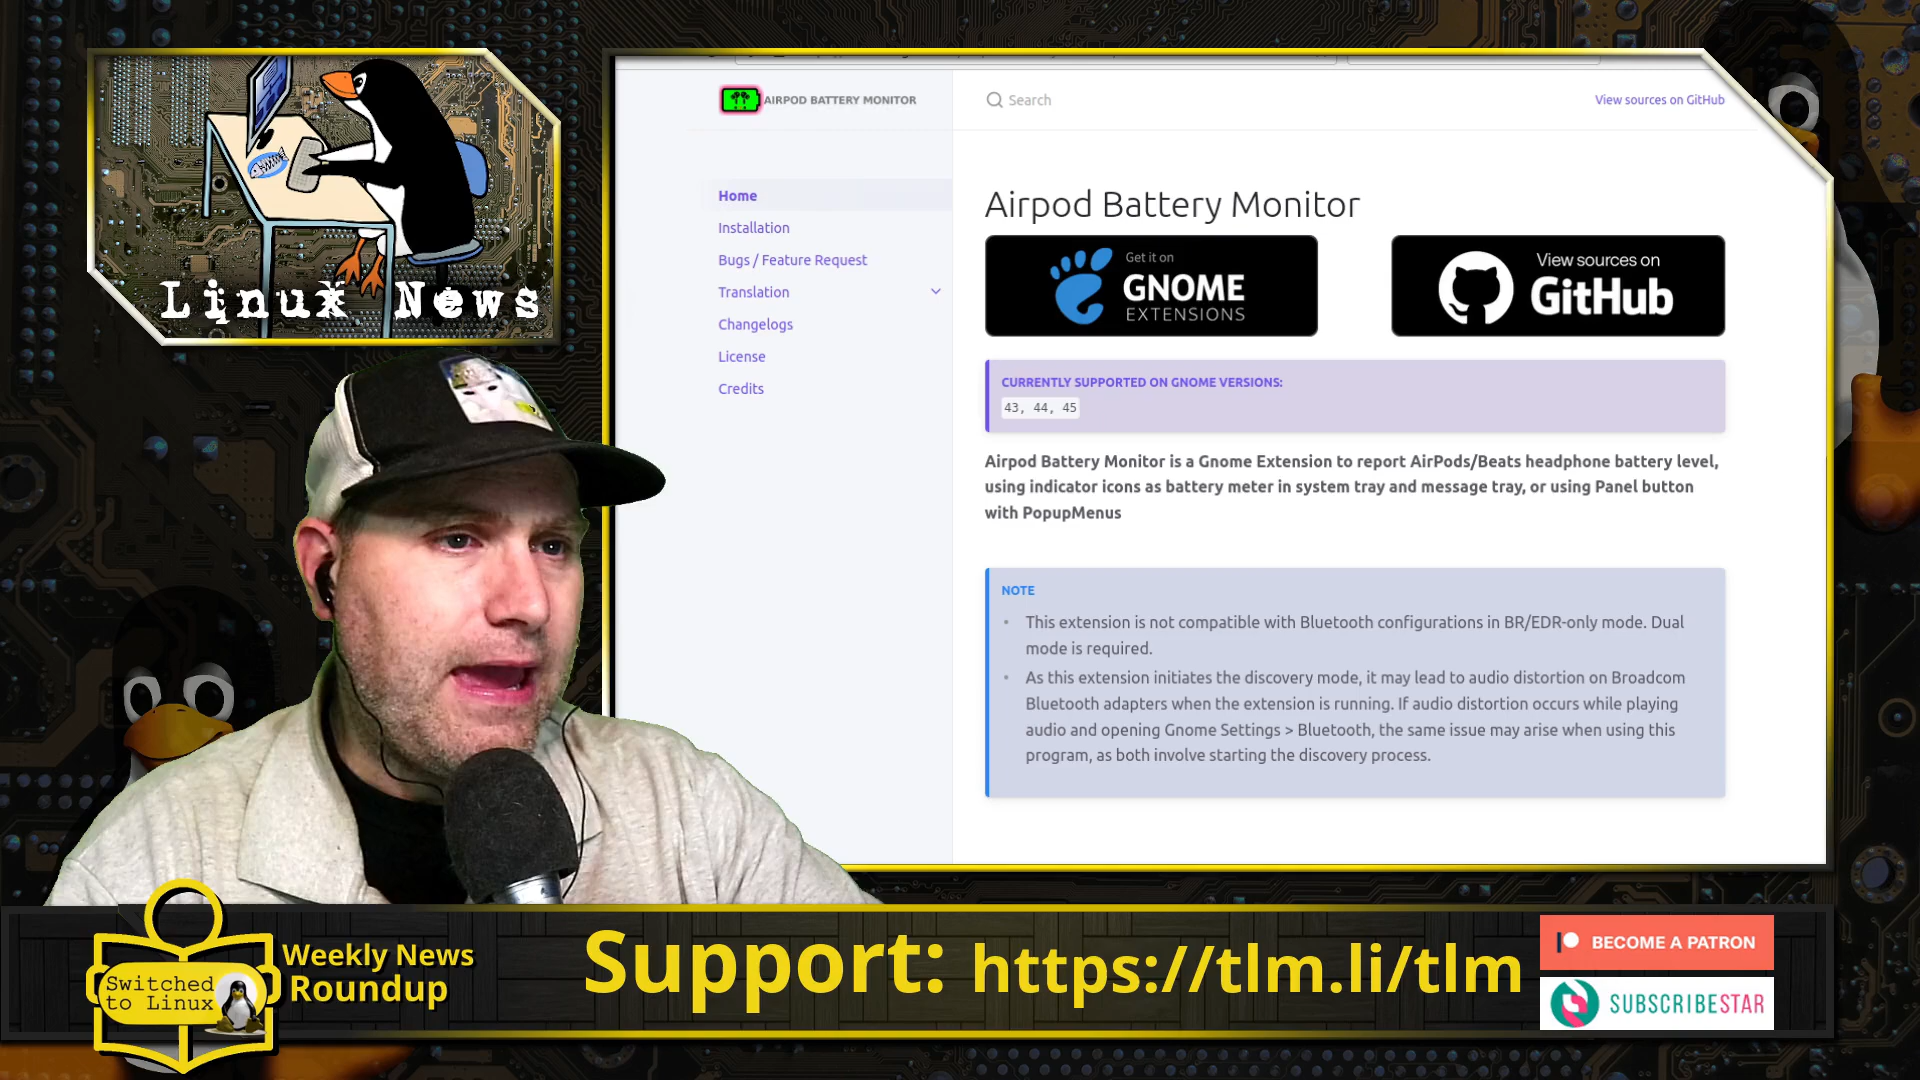 Linux News
AIRPOD BATTERY MONITOR
Search
View sources on GitHub
Home
Installation
Bugs / Feature Request
Translation
Changelogs
License
Credits
Airpod Battery Monitor
Get it on
GNOME
EXTENSIONS
View sources on
GitHub
CURRENTLY SUPPORTED ON GNOME VERSIONS:
43, 44, 45
Airpod Battery Monitor is a Gnome Extension to report AirPods/Beats headphone battery level,
using indicator icons as battery meter in system tray and message tray, or using Panel button
with PopupMenus
NOTE
• This extension is not compatible with Bluetooth configurations in BR/EDR-only mode. Dual
mode is required.
• As this extension initiates the discovery mode, it may lead to audio distortion on Broadcom
Bluetooth adapters when the extension is running. If audio distortion occurs while playing
audio and opening Gnome Settings > Bluetooth, the same issue may arise when using this
program, as both involve starting the discovery process.
Switched
to Linux
Weekly News
Roundup
Support: https://tlm.li/tlm
BECOME A PATRON
SUBSCRIBESTAR